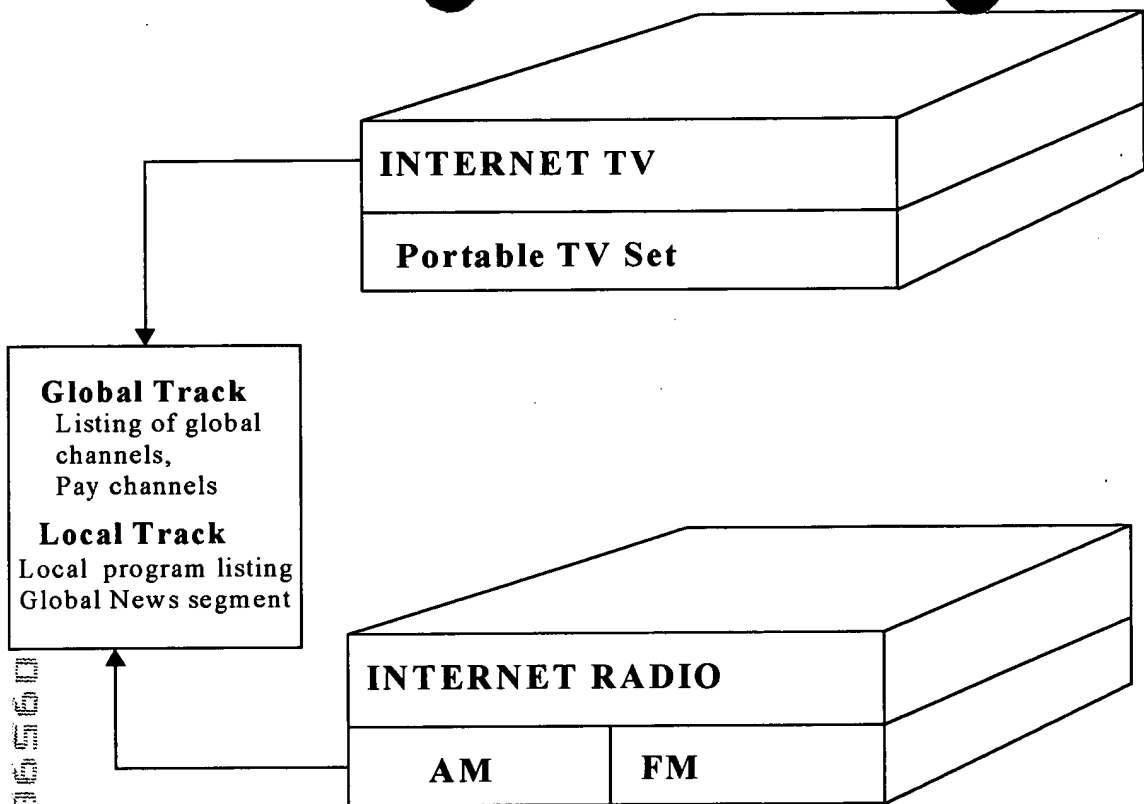 INTERNET TV
Portable TV Set
Global Track
Listing of global
channels,
Pay channels
Local Track
Local program listing
Global News segment
INTERNET RADIO
AM FM